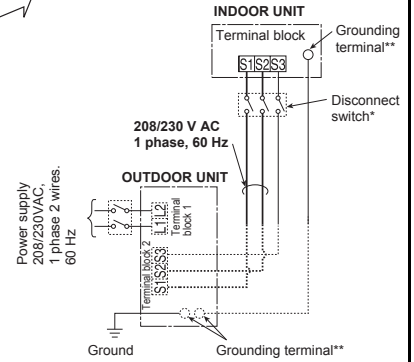 INDOOR UNIT
Terminal block
Grounding
terminal**
S1 S2 S3
Disconnect
switch*
208/230 V AC
1 phase, 60 Hz
OUTDOOR UNIT
Power supply
208/230VAC,
1 phase 2 wires.
60 Hz
L1 L2
Terminal
block 1
Terminal block 2
S1 S2 S3
Ground
Grounding terminal**